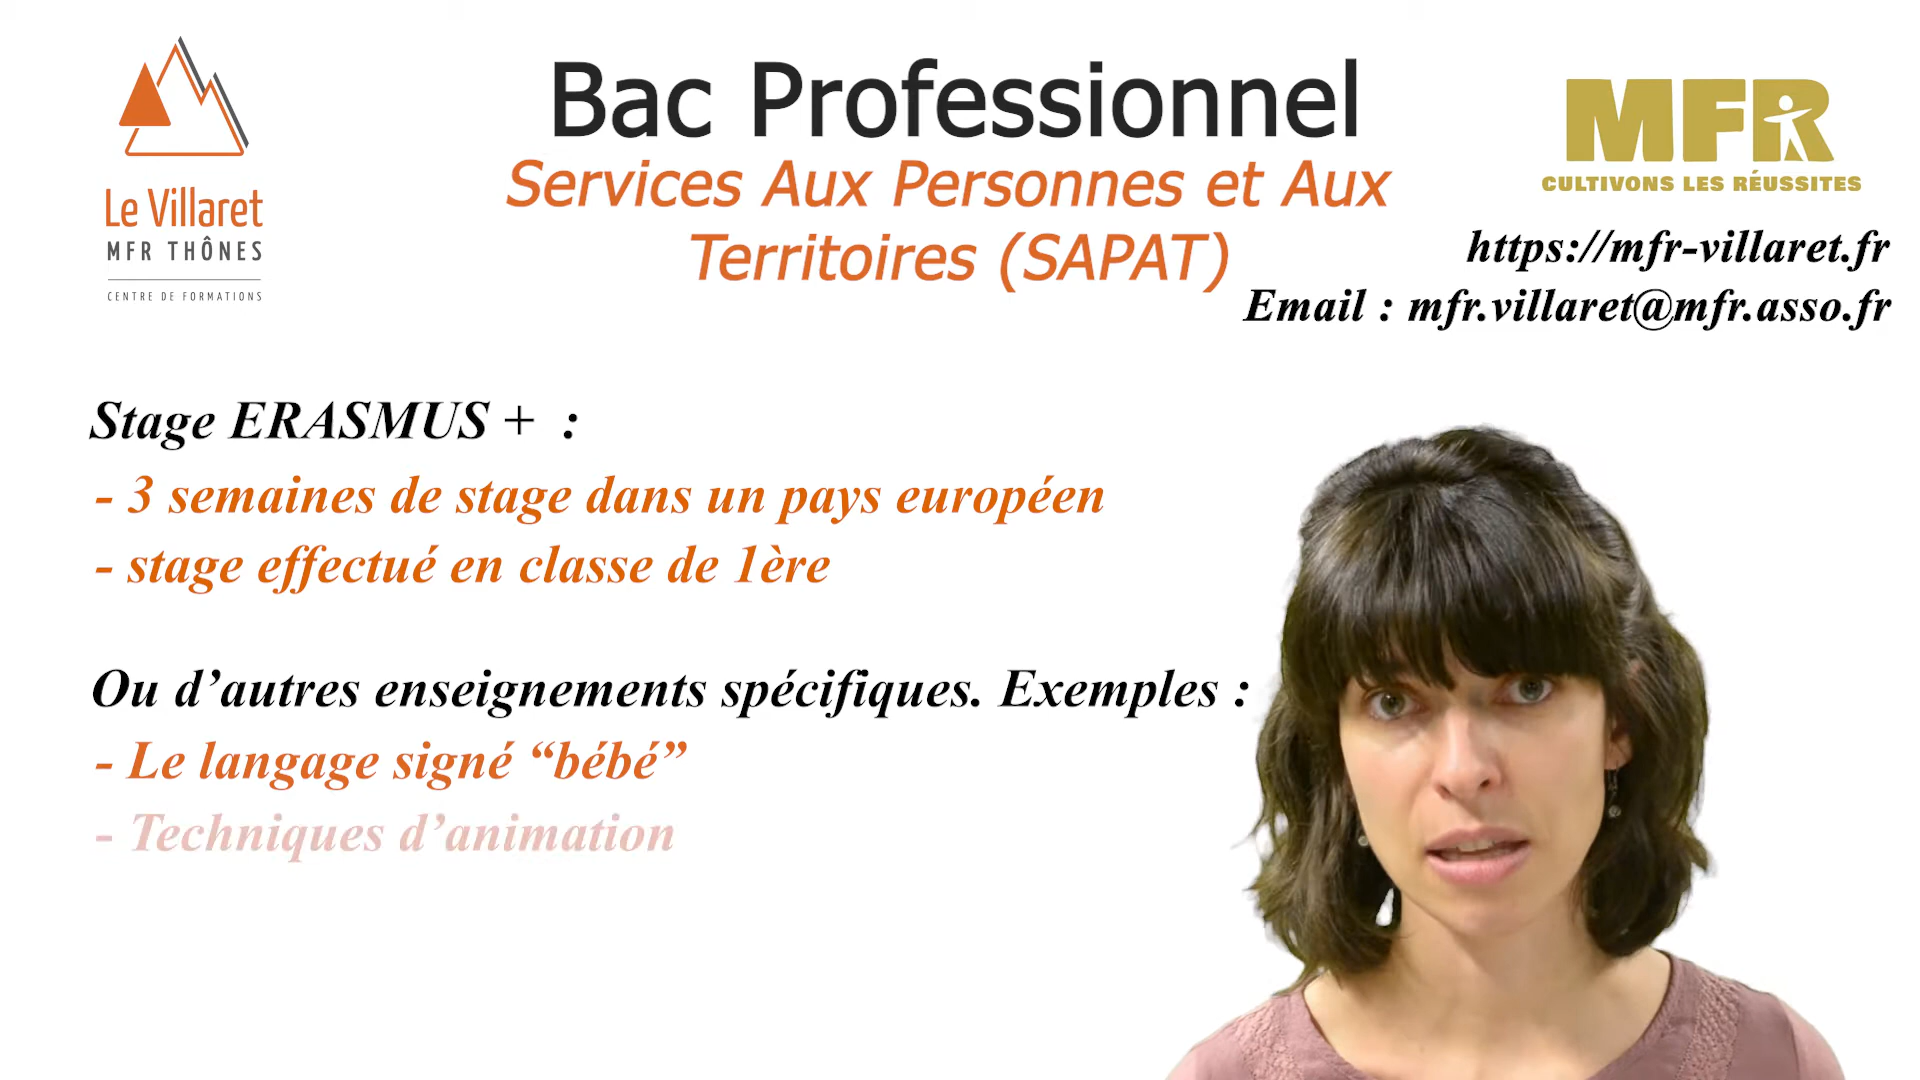 Le Villaret
MFR THÔNES
CENTRE DE FORMATIONS
Bac Professionnel
Services Aux Personnes et Aux
Territoires (SAPAT)
MFR
CULTIVONS LES RÉUSSITES
https://mfr-villaret.fr
Email : mfr.villaret@mfr.asso.fr
Stage ERASMUS + :
- 3 semaines de stage dans un pays européen
- stage effectué en classe de 1ère
Ou d’autres enseignements spécifiques. Exemples :
- Le langage signé “bébé”
- Techniques d’animation